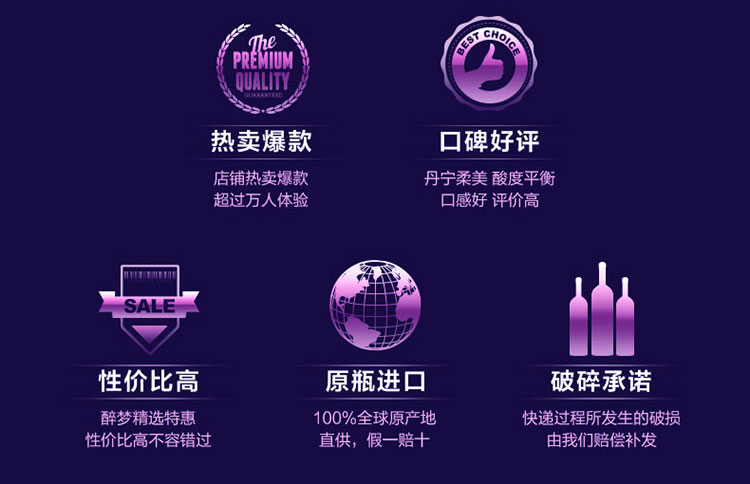 The
PREMIUM
QUALITY
GUARANTEED
BEST CHOICE
热卖爆款
口碑好评
店铺热卖爆款
超过万人体验
丹宁柔美 酸度平衡
口感好 评价高
SALE
性价比高
原瓶进口
破碎承诺
醉梦精选特惠
性价比高不容错过
100%全球原产地
直供，假一赔十
快递过程所发生的破损
由我们赔偿补发